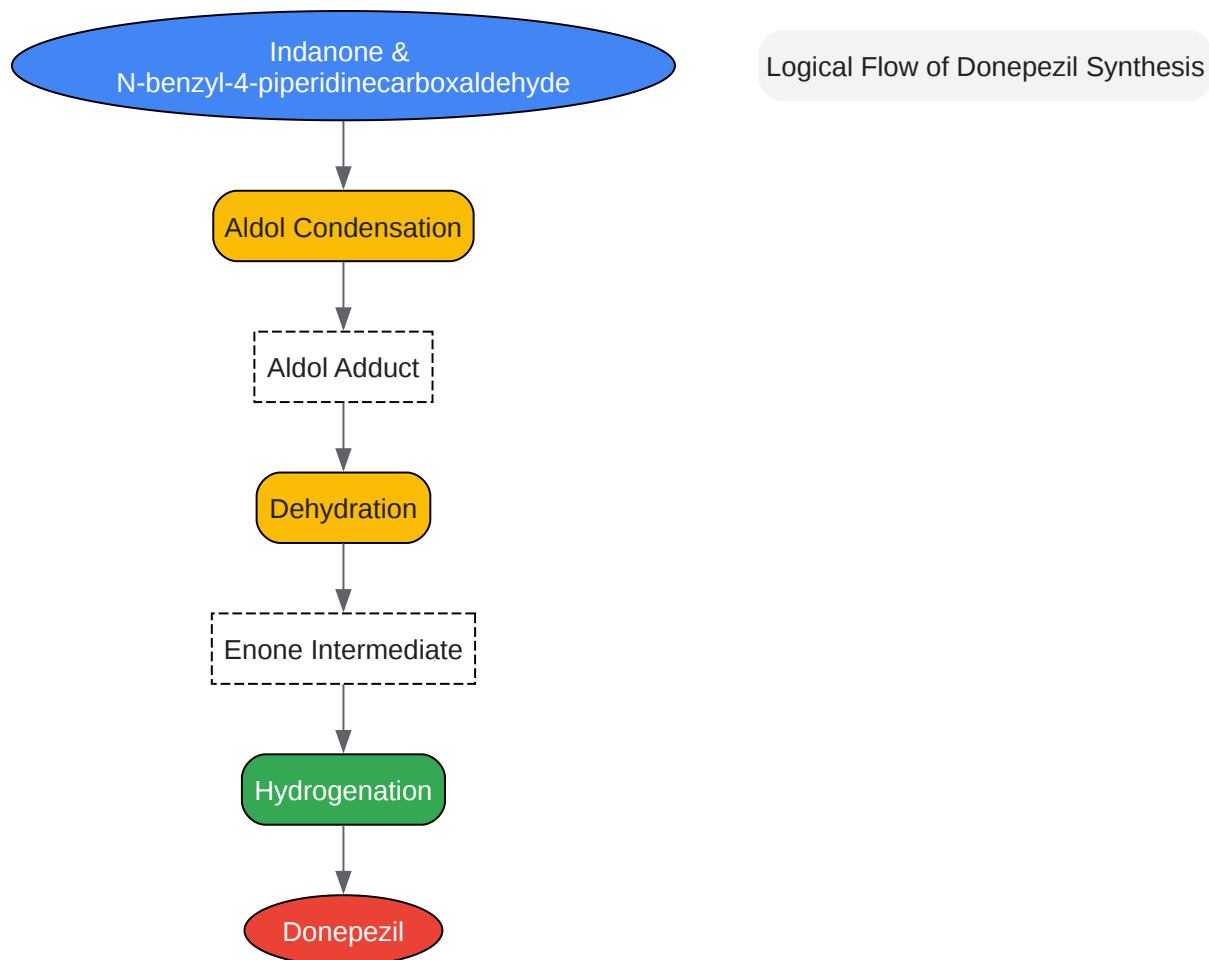 Indanone &
N-benzyl-4-piperidinecarboxaldehyde
Logical Flow of Donepezil Synthesis
Aldol Condensation
Aldol Adduct
Dehydration
Enone Intermediate
Hydrogenation
Donepezil